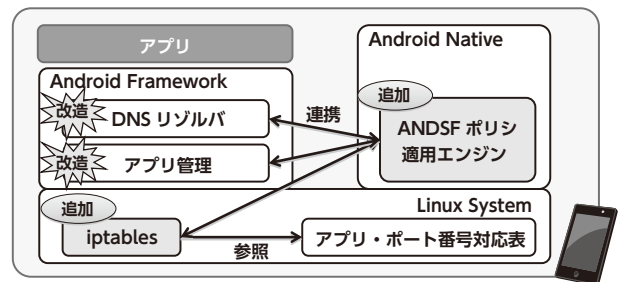 アプリ
Android Native
Android Framework
改造
DNS リゾルバ
連携
追加
ANDSF ポリシ
適用エンジン
改造
アプリ管理
追加
Linux System
iptables
参照
アプリ・ポート番号対応表